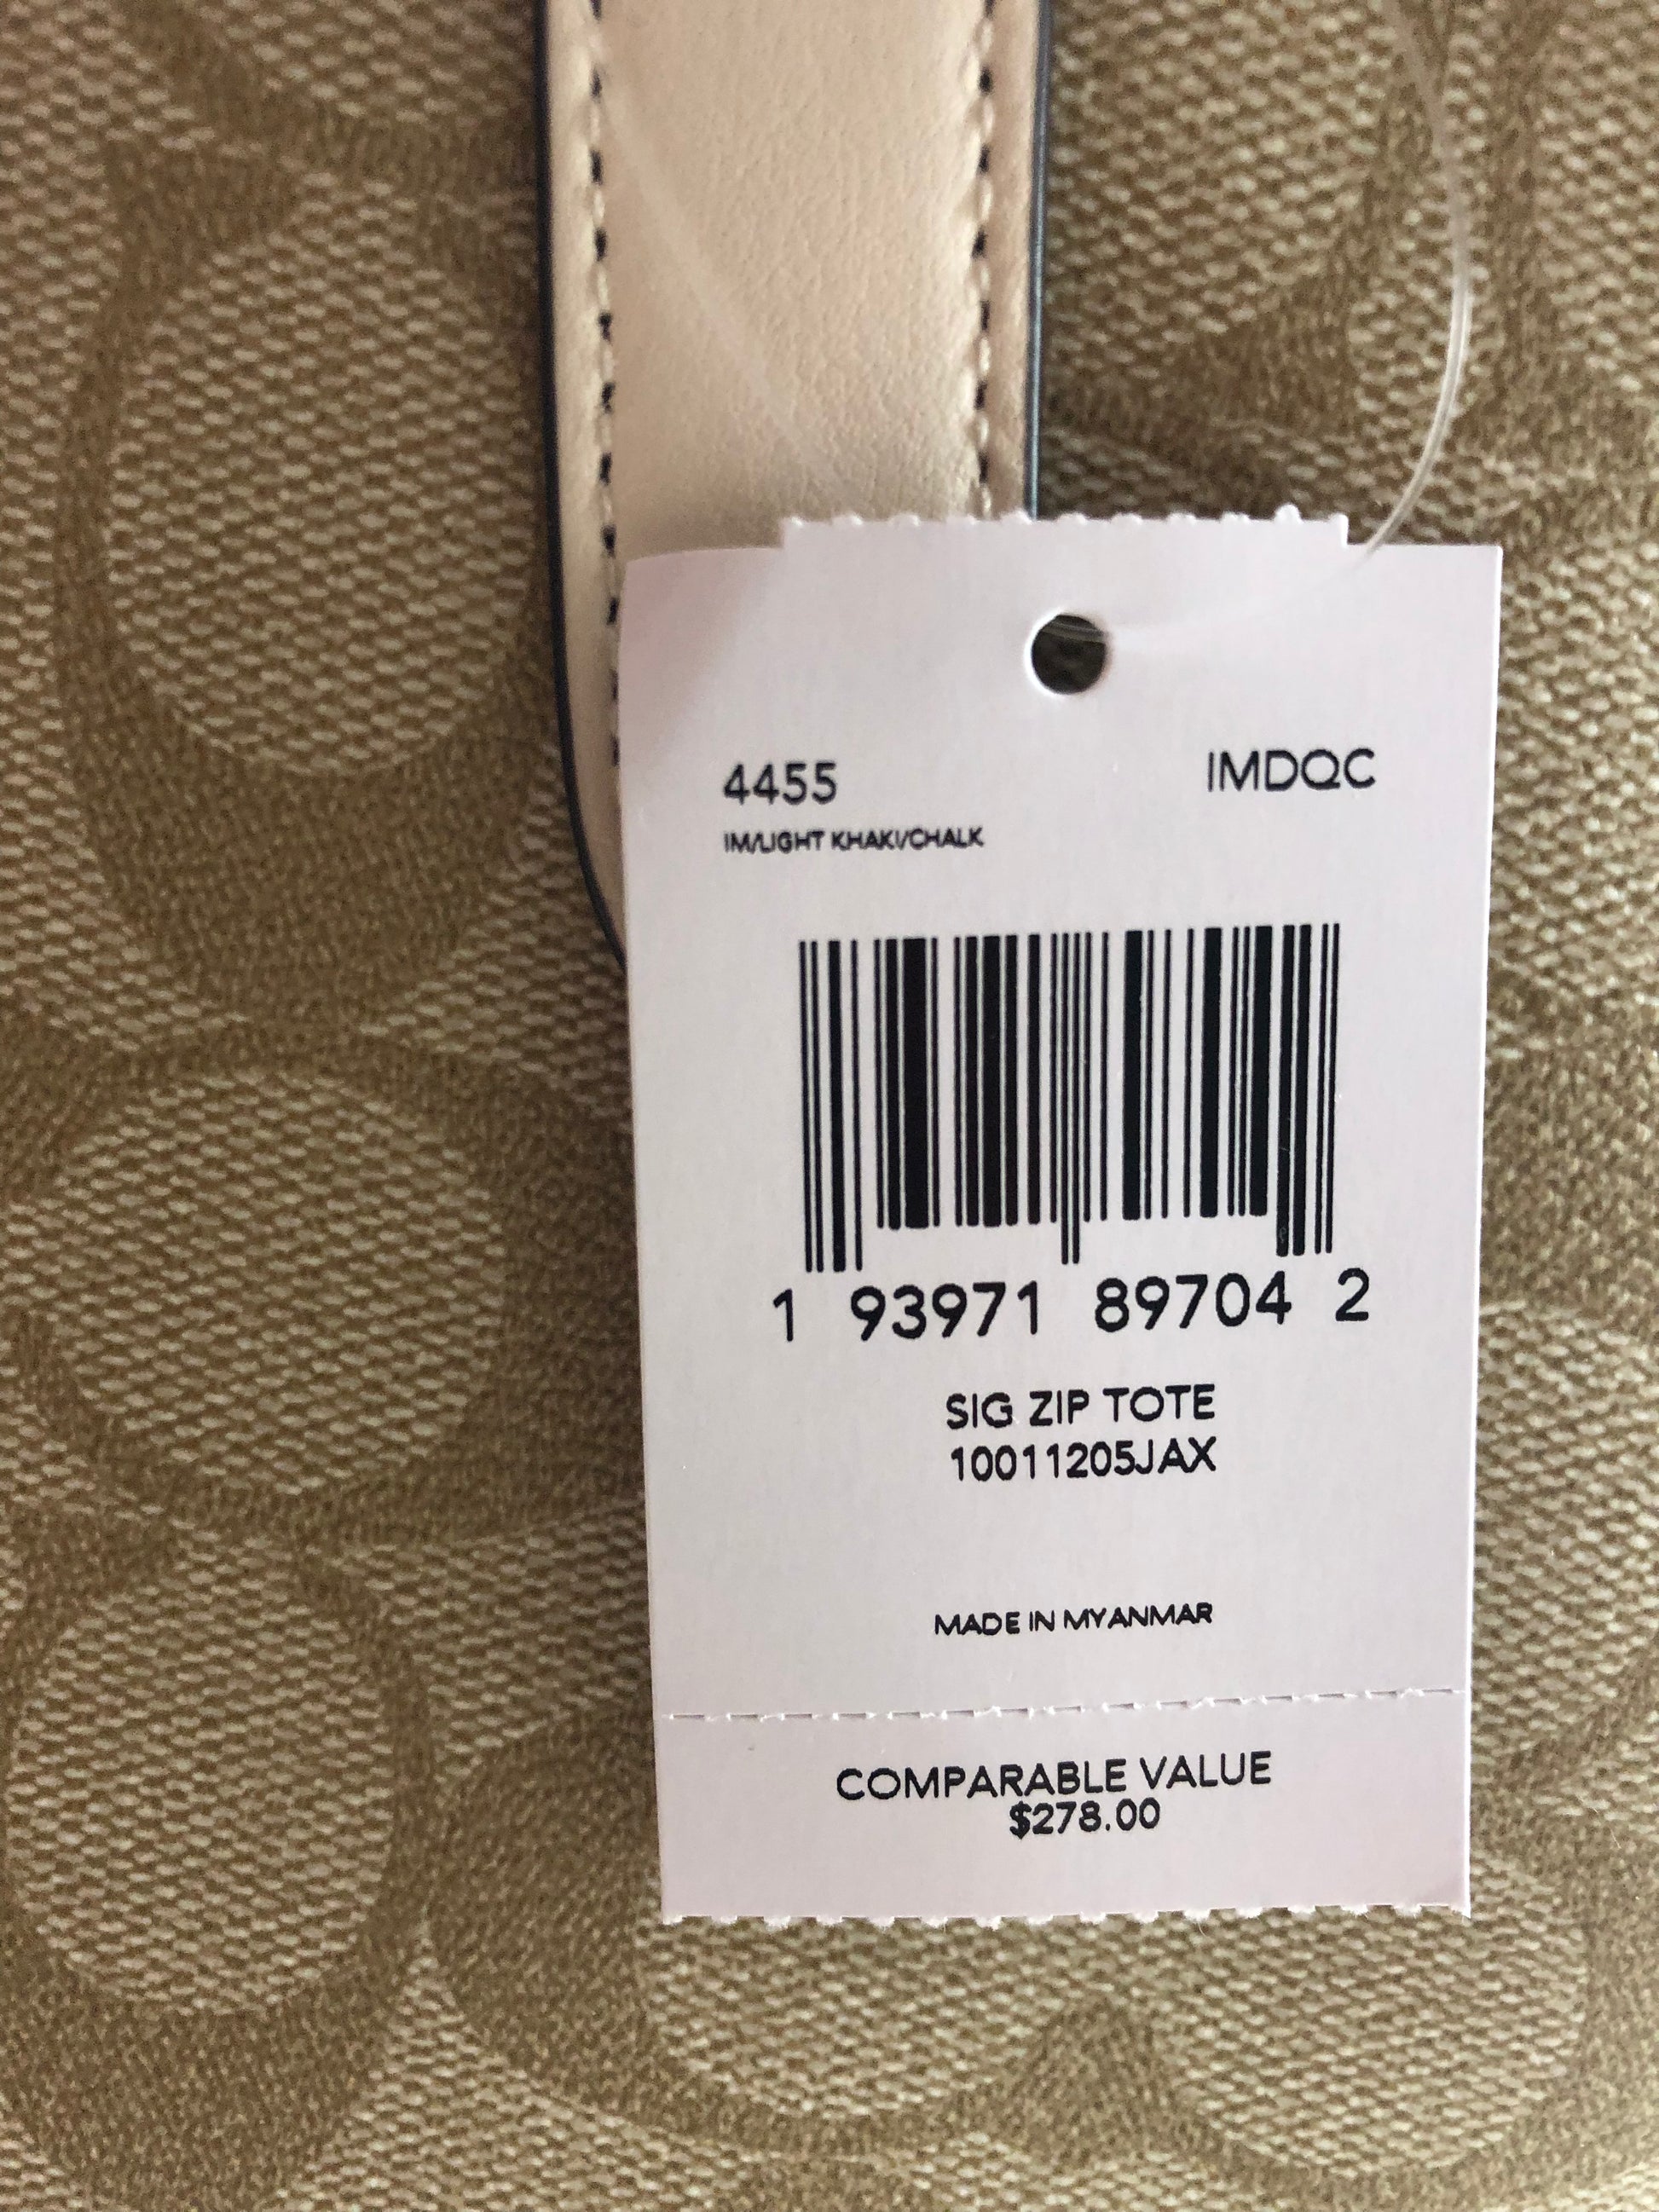 4455 IMDQC
IM/LIGHT KHAKI/CHALK
1 93971 89704 2
SIG ZIP TOTE
10011205JAX
MADE IN MYANMAR
COMPARABLE VALUE
$278.00